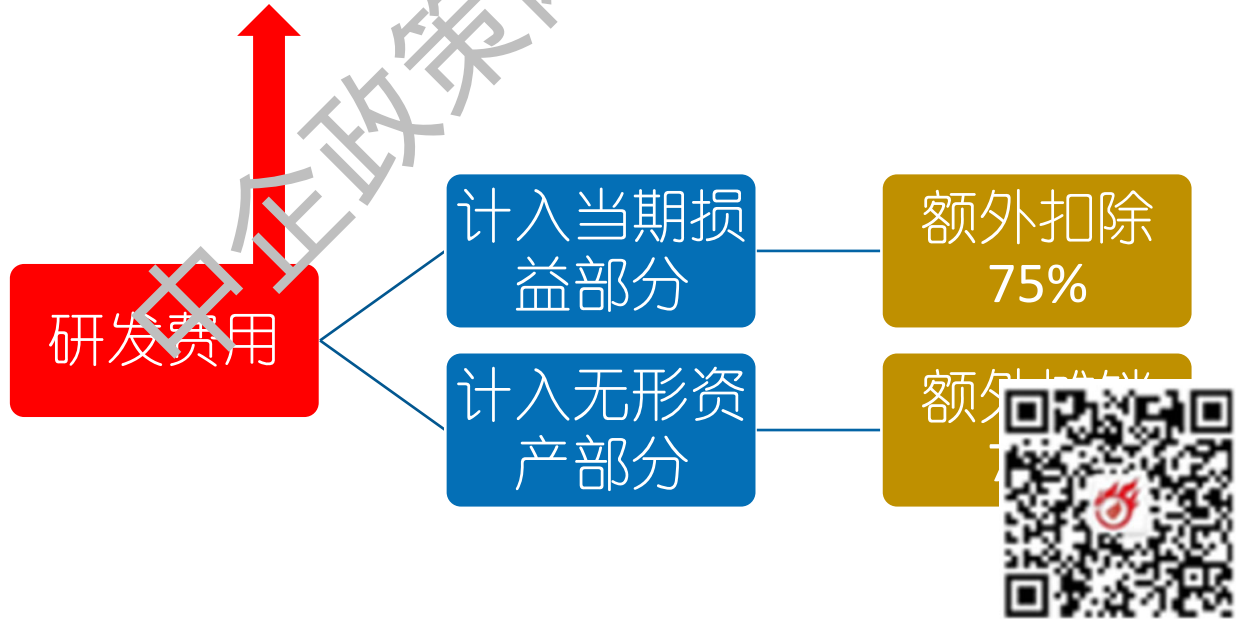 中企政策
研发费用
计入当期损
益部分
额外扣除
75%
计入无形资
产部分
额外